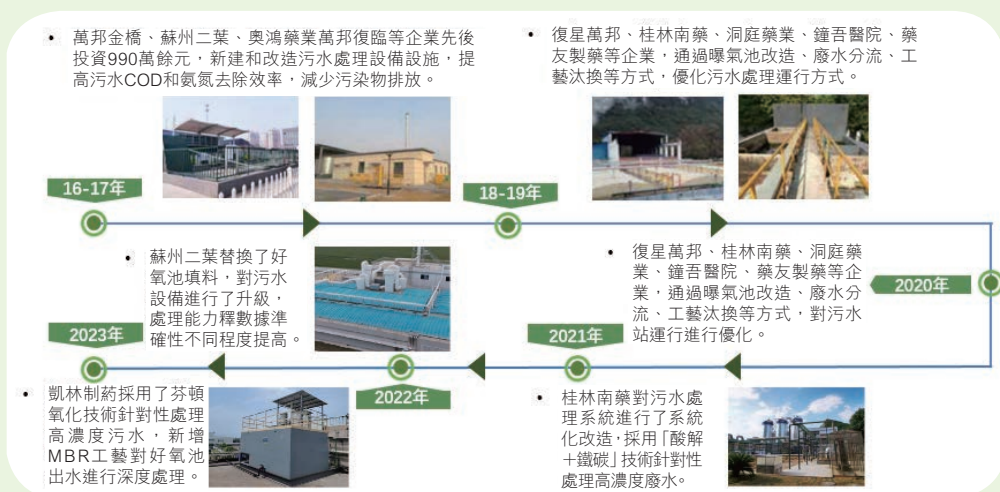 • 萬邦金橋、蘇州二葉、奧鴻藥業萬邦復臨等企業先後
投資990萬餘元，新建和改造污水處理設備設施，提
高污水COD和氨氮去除效率，減少污染物排放。
• 復星萬邦、桂林南藥、洞庭藥業、鐘吾醫院、藥
友製藥等企業，通過曝氣池改造、廢水分流、工
藝汰換等方式，優化污水處理運行方式。
16-17年
18-19年
• 復星萬邦、桂林南藥、洞庭藥
業、鐘吾醫院、藥友製藥等企
業，通過曝氣池改造、廢水分
流、工藝汰換等方式，對污水
站運行進行優化。
2020年
2021年
• 桂林南藥對污水處
理系統進行了系統
化改造，採用「酸解
＋鐵碳」技術針對性
處理高濃度廢水。
• 蘇州二葉替換了好
氧池填料，對污水
設備進行了升級，
處理能力釋數據準
確性不同程度提高。
2022年
2023年
• 凱林制葯採用了芬頓
氧化技術針對性處理
高濃度污水，新增
MBR工藝對好氧池
出水進行深度處理。